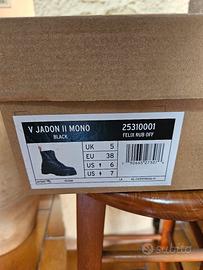 V JADON II MONO
BLACK
25310001
FELIX RUB OFF
UK 5
EU 38
US 6
US 7
subito